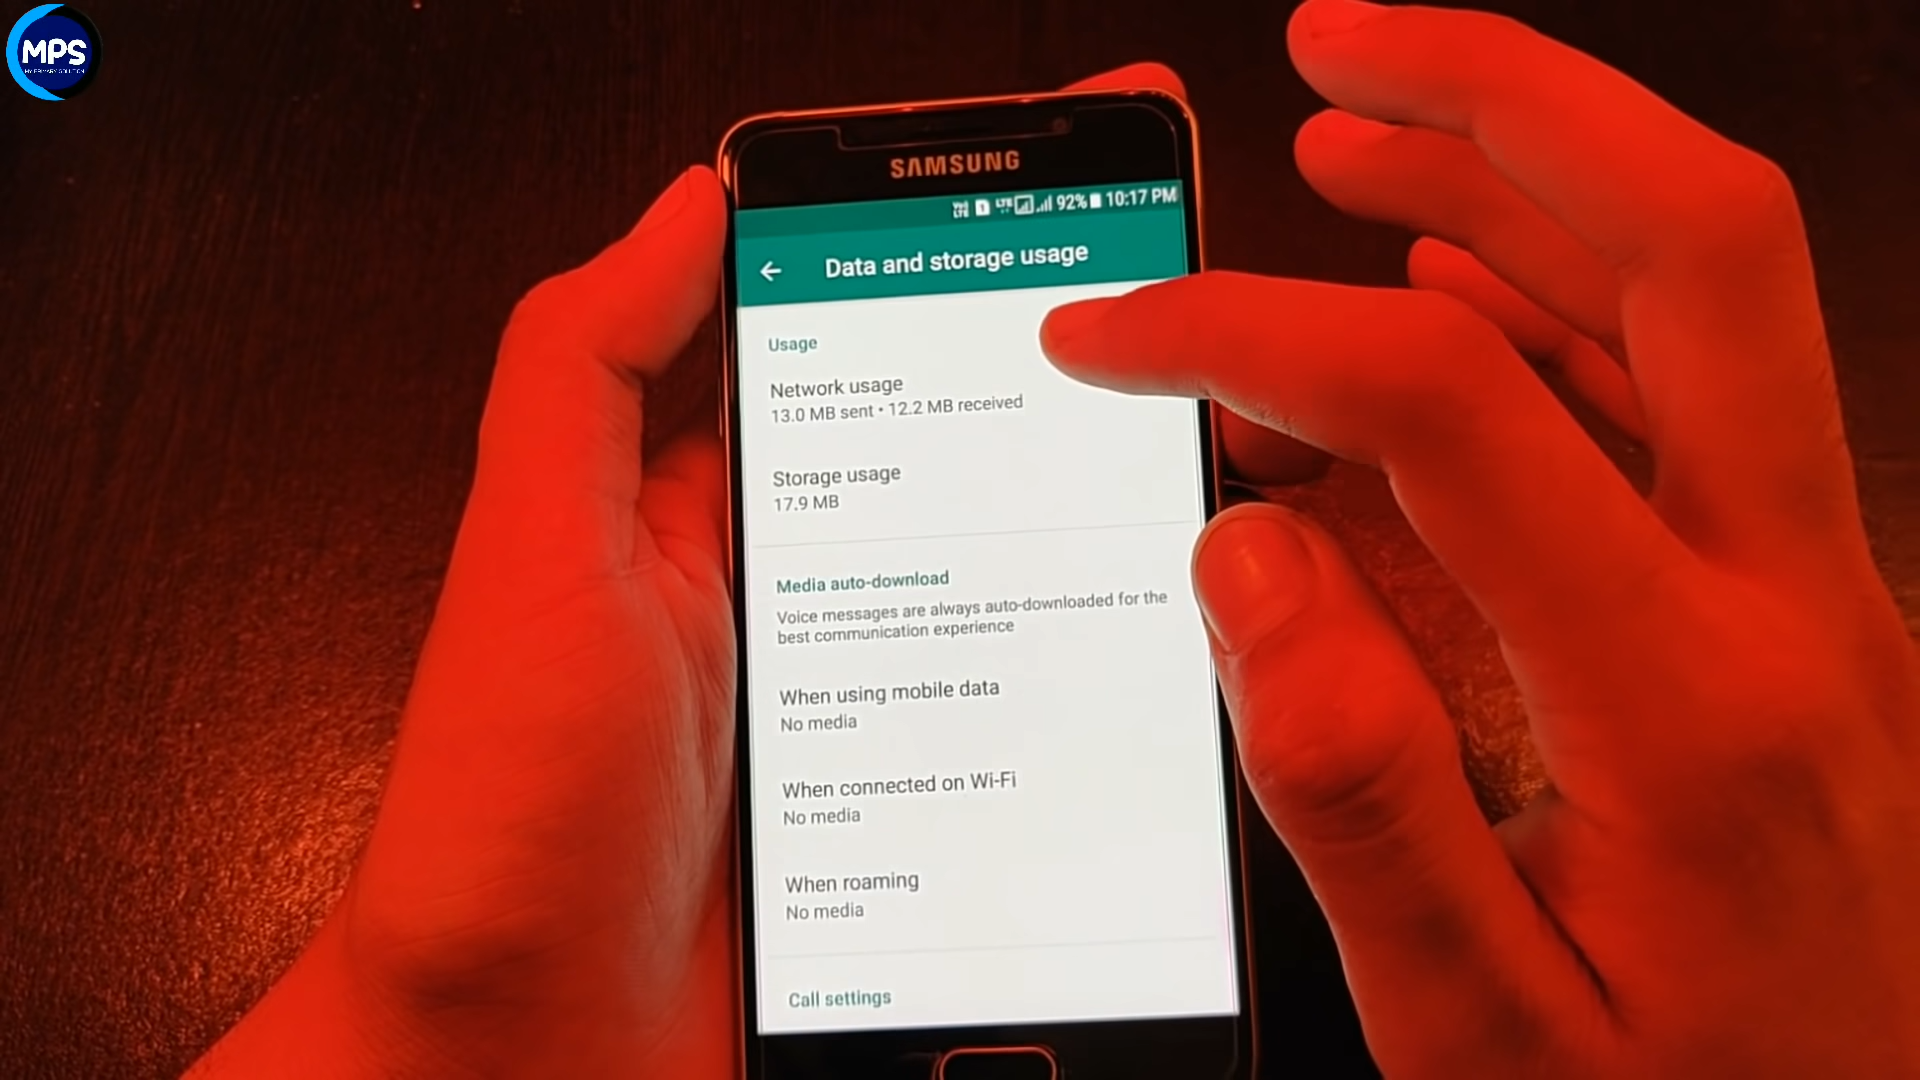 MPS
MY PRIMARY SOLUTION
SAMSUNG
92% 10:17 PM
Data and storage usage
Usage
Network usage
13.0 MB sent • 12.2 MB received
Storage usage
17.9 MB
Media auto-download
Voice messages are always auto-downloaded for the
best communication experience
When using mobile data
No media
When connected on Wi-Fi
No media
When roaming
No media
Call settings